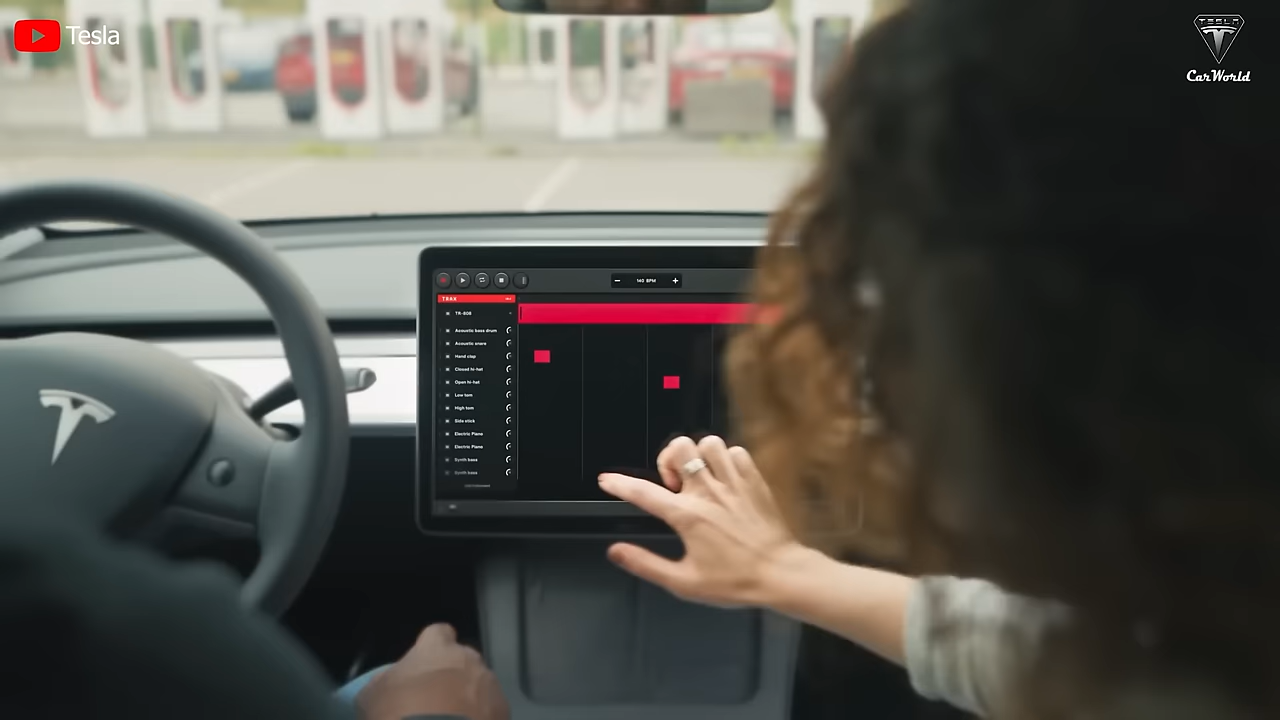 Tesla
TESLA
CarWorld
140 BPM
TRAX
TR-808
Acoustic bass drum
Acoustic snare
Hand clap
Closed hi-hat
Open hi-hat
Low tom
High tom
Side stick
Electric Piano
Electric Piano
Synth bass
Synth bass